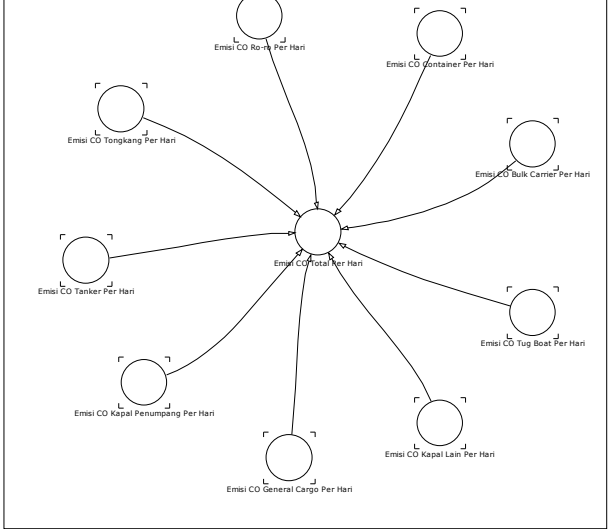 Emisi CO Ro-ro Per Hari
Emisi CO Container Per Hari
Emisi CO Tongkang Per Hari
Emisi CO Bulk Carrier Per Hari
Emisi CO Total Per Hari
Emisi CO Tanker Per Hari
Emisi CO Tug Boat Per Hari
Emisi CO Kapal Penumpang Per Hari
Emisi CO Kapal Lain Per Hari
Emisi CO General Cargo Per Hari